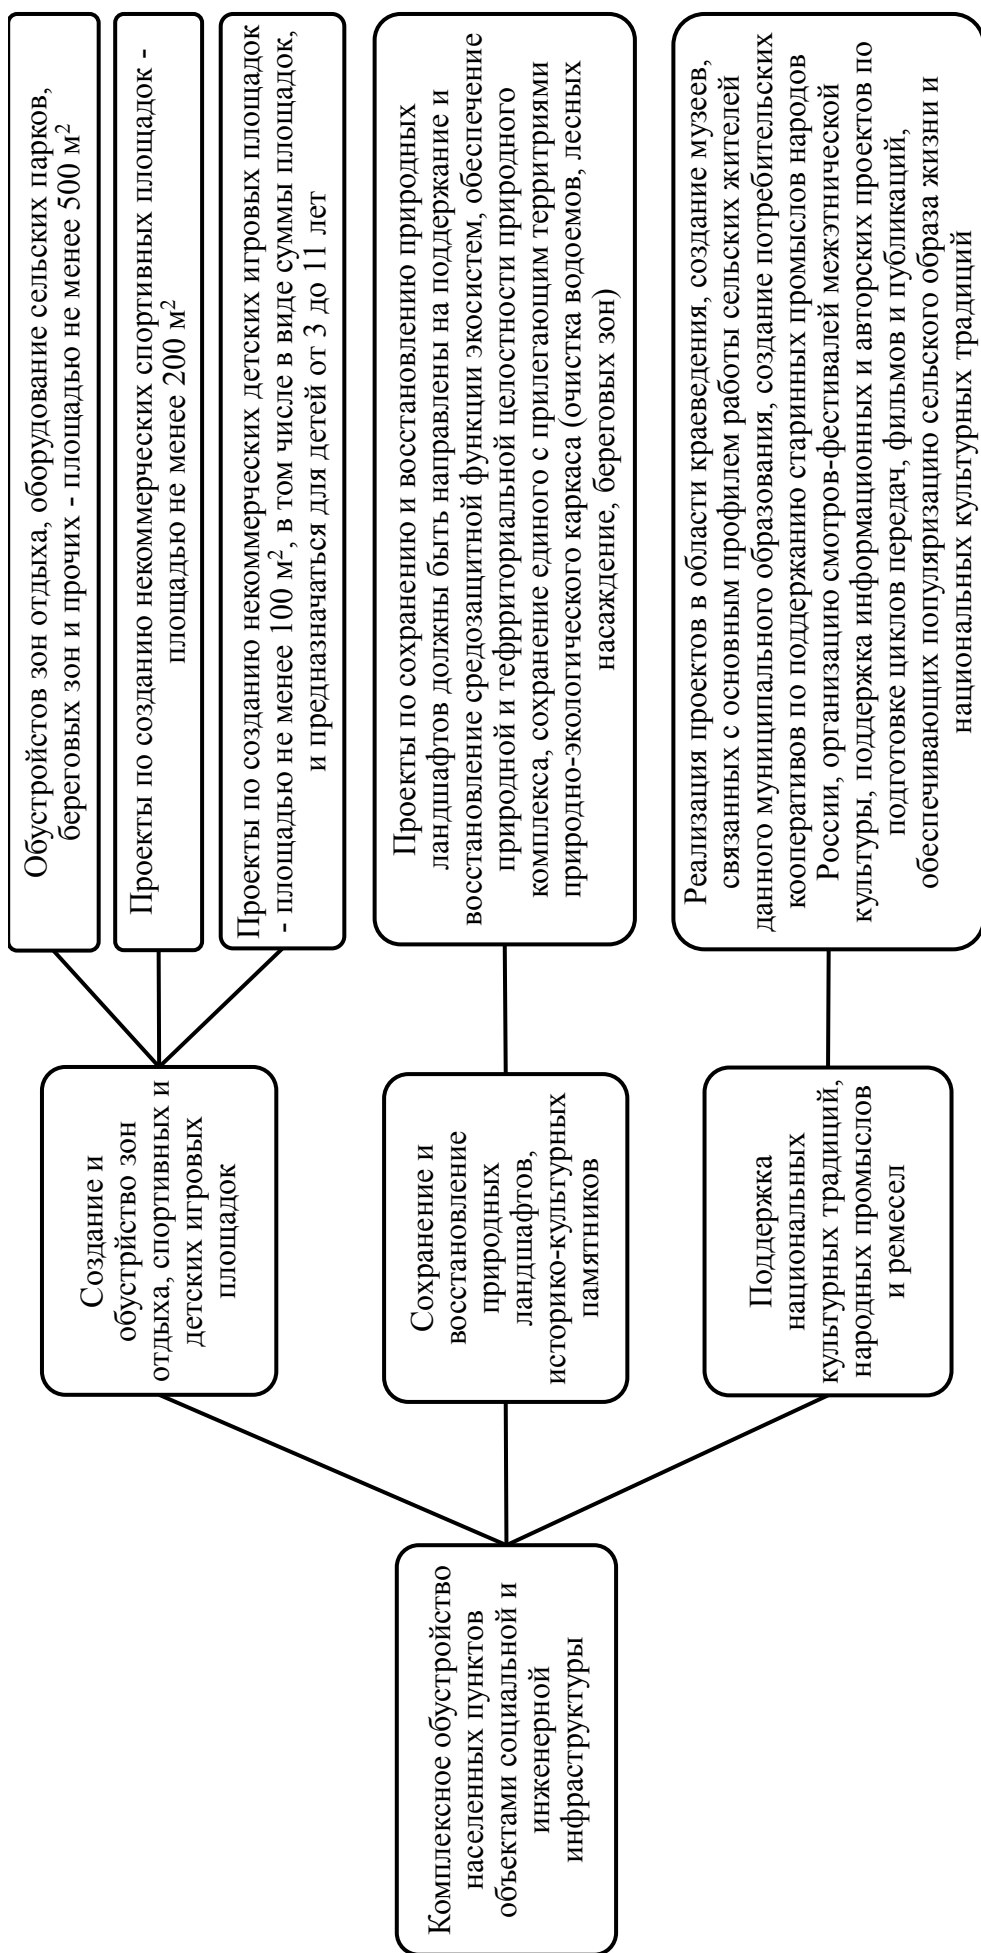 Комплексное обустройство
населенных пунктов
объектами социальной и
инженерной
инфраструктуры
Создание и
обустрйство зон
отдыха, спортивных и
детских игровых
площадок
Обустройстов зон отдыха, оборудование сельских парков,
береговых зон и прочих - площадью не менее 500 м²
Проекты по созданию некоммерческих спортивных площадок -
площадью не менее 200 м²
Проекты по созданию некоммерческих детских игровых площадок
- площадью не менее 100 м², в том числе в виде суммы площадок,
и предназначаться для детей от 3 до 11 лет
Сохранение и
восстановление
природных
ландшафтов,
историко-культурных
памятников
Проекты по сохранению и восстановлению природных
ландшафтов должны быть направлены на поддержание и
восстановление средозащитной функции экосистем, обеспечение
природной и тефрриториальной целостности природного
комплекса, сохранение единого с прилегающим территриями
природно-экологического каркаса (очистка водоемов, лесных
насаждение, береговых зон)
Поддержка
национальных
культурных традиций,
народных промыслов
и ремесел
Реализация проектов в области краеведения, создание музеев,
связанных с основным профилем работы сельских жителей
данного муниципального образования, создание потребительских
кооперативов по поддержанию старинных промыслов народов
России, организацию смотров-фестивалей межэтнической
культуры, поддержка информационных и авторских проектов по
подготовке циклов передач, фильмов и публикаций,
обеспечивающих популяризацию сельского образа жизни и
национальных культурных традиций